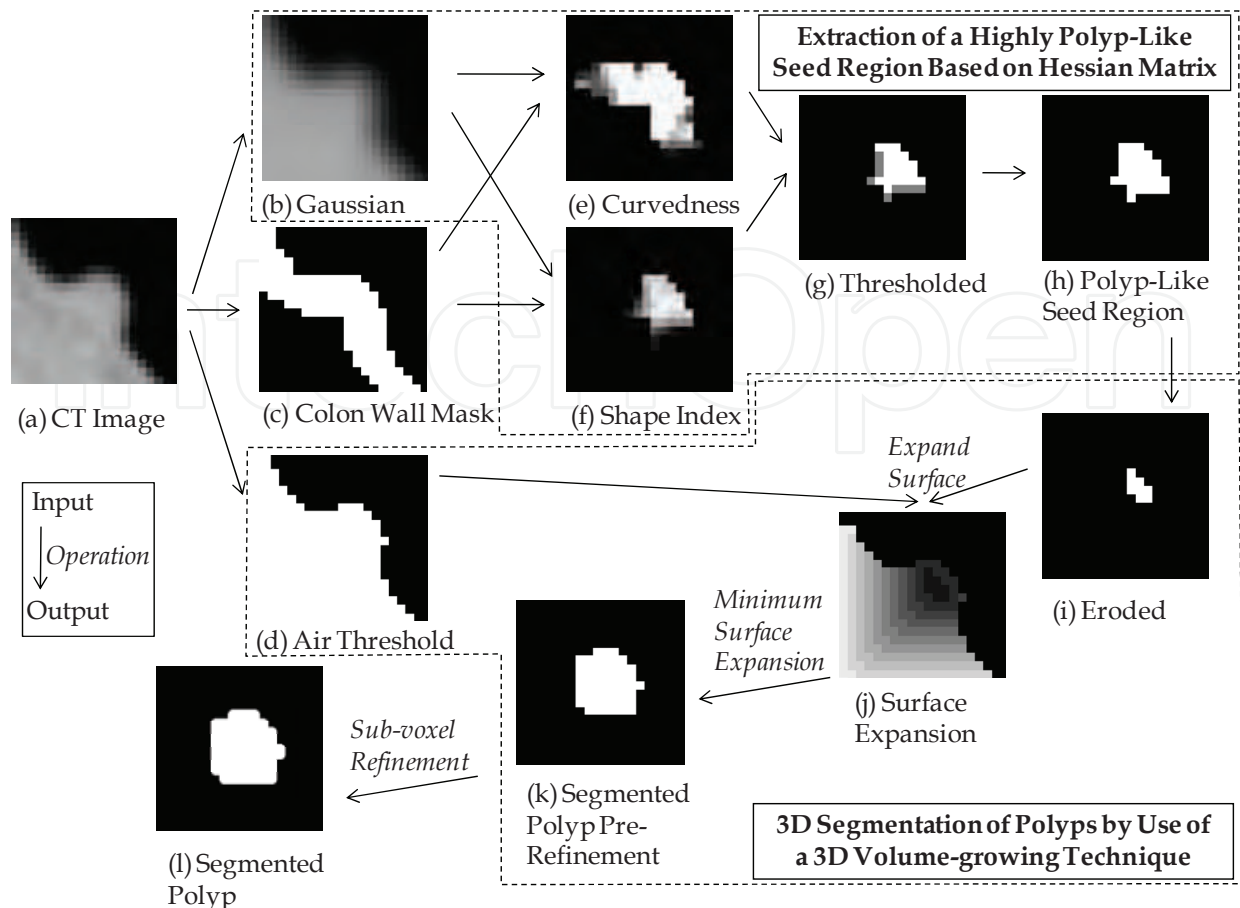 Extraction of a Highly Polyp-Like
Seed Region Based on Hessian Matrix
(b) Gaussian
(e) Curvedness
(g) Thresholded
(h) Polyp-Like
Seed Region
(a) CT Image
(c) Colon Wall Mask
(f) Shape Index
Input
Operation
Output
(d) Air Threshold
Expand
Surface
(i) Eroded
Minimum
Surface
Expansion
(j) Surface
Expansion
Sub-voxel
Refinement
(k) Segmented
Polyp Pre-
Refinement
(l) Segmented
Polyp
3D Segmentation of Polyps by Use of
a 3D Volume-growing Technique
IntechOpen